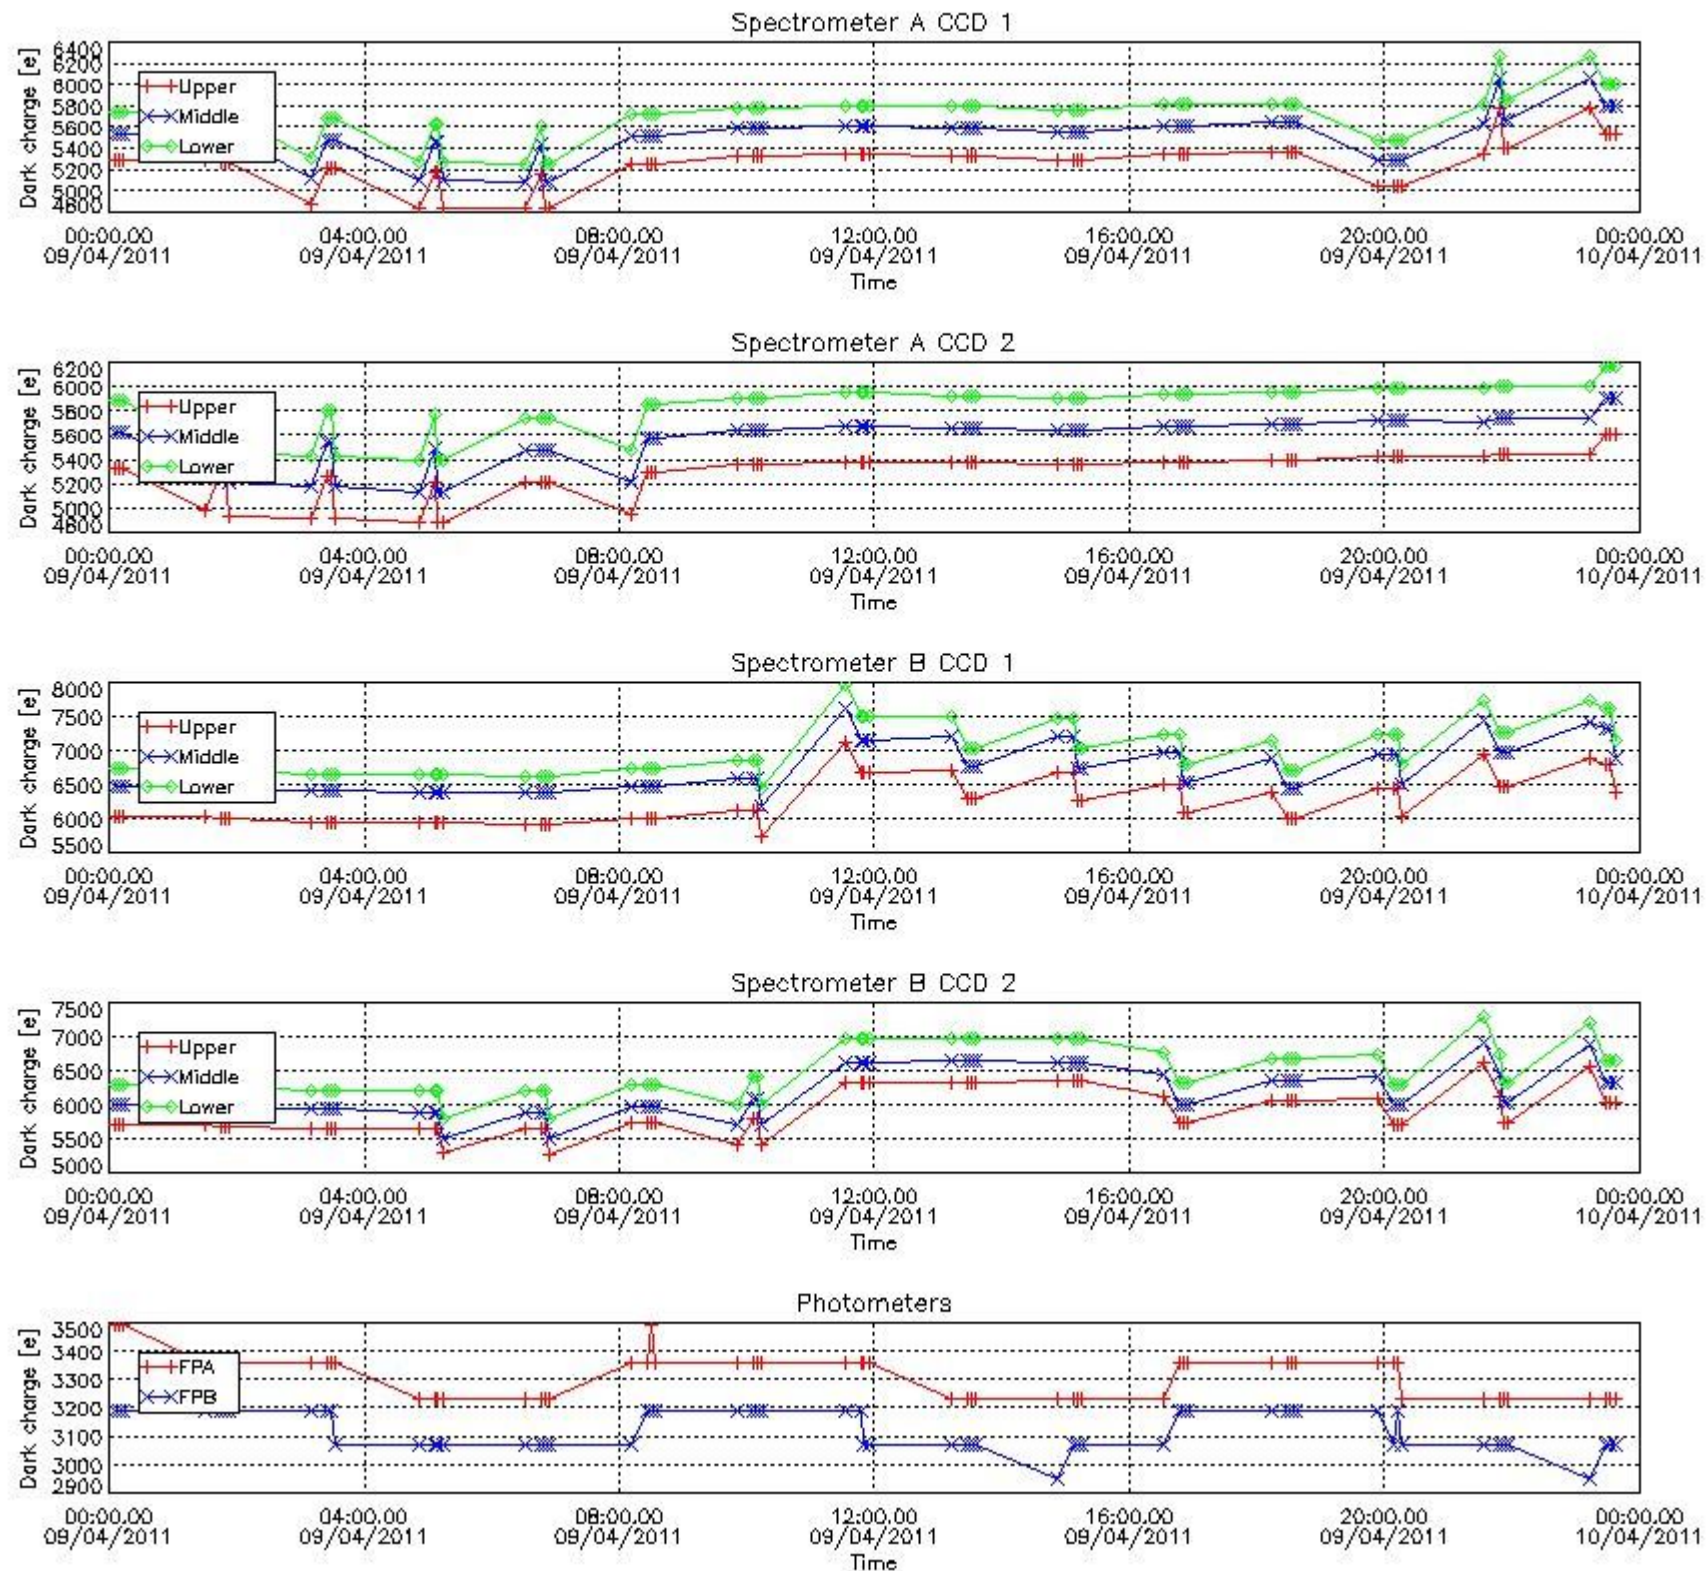 Spectrometer A CCD 1
Dark charge [e]
6400
6200
6000
5800
5600
5400
5200
5000
4800
Upper
Middle
Lower
00:00.00 04:00.00 08:00.00 12:00.00 16:00.00 20:00.00 00:00.00
09/04/2011 09/04/2011 09/04/2011 09/04/2011 09/04/2011 09/04/2011 10/04/2011
Time
Spectrometer A CCD 2
Dark charge [e]
6200
6000
5800
5600
5400
5200
5000
4800
Upper
Middle
Lower
00:00.00 04:00.00 08:00.00 12:00.00 16:00.00 20:00.00 00:00.00
09/04/2011 09/04/2011 09/04/2011 09/04/2011 09/04/2011 09/04/2011 10/04/2011
Time
Spectrometer B CCD 1
Dark charge [e]
8000
7500
7000
6500
6000
5500
Upper
Middle
Lower
00:00.00 04:00.00 08:00.00 12:00.00 16:00.00 20:00.00 00:00.00
09/04/2011 09/04/2011 09/04/2011 09/04/2011 09/04/2011 09/04/2011 10/04/2011
Time
Spectrometer B CCD 2
Dark charge [e]
7500
7000
6500
6000
5500
5000
Upper
Middle
Lower
00:00.00 04:00.00 08:00.00 12:00.00 16:00.00 20:00.00 00:00.00
09/04/2011 09/04/2011 09/04/2011 09/04/2011 09/04/2011 09/04/2011 10/04/2011
Time
Photometers
Dark charge [e]
3500
3400
3300
3200
3100
3000
2900
FPA
FPB
00:00.00 04:00.00 08:00.00 12:00.00 16:00.00 20:00.00 00:00.00
09/04/2011 09/04/2011 09/04/2011 09/04/2011 09/04/2011 09/04/2011 10/04/2011
Time